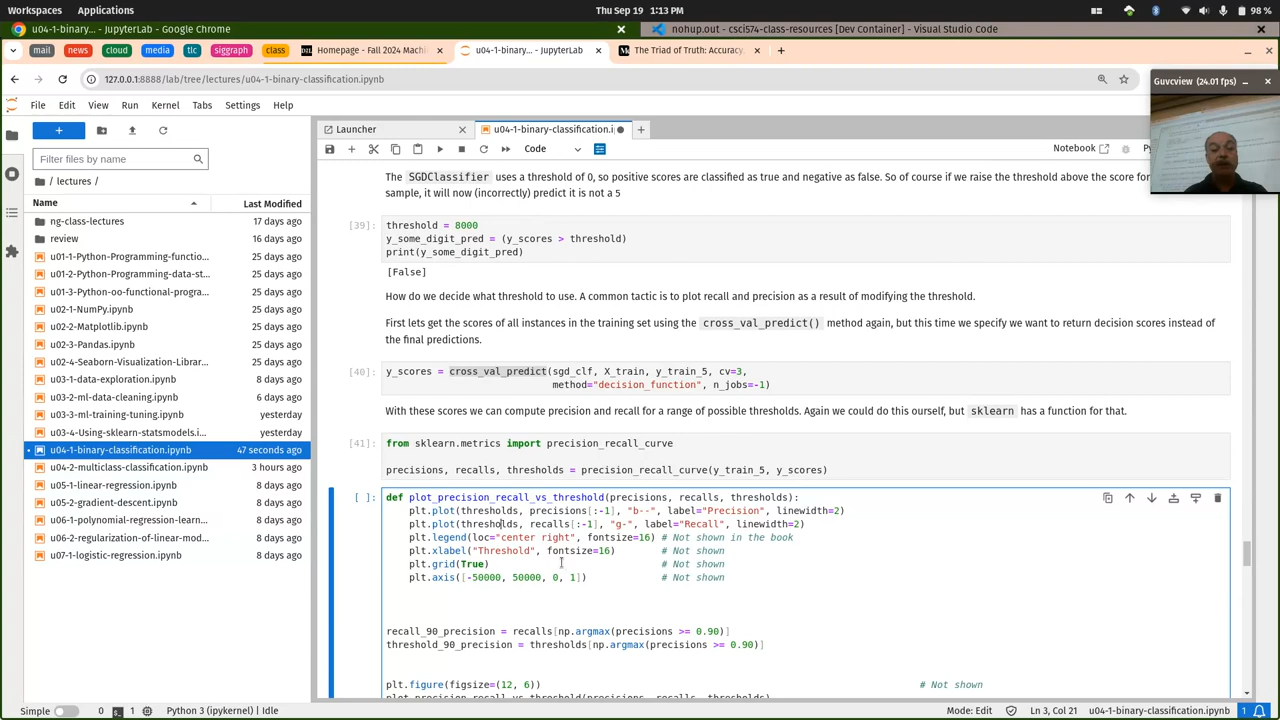 Workspaces Applications Thu Sep 19 1:13 PM 98 %
u04-1-binary-classification.ipynb - JupyterLab - Google Chrome nohup.out - csci574-class-resources [Dev Container] - Visual Studio Code
mail news cloud media tlc siggraph class Homepage - Fall 2024 Machi u04-1-binary-... - JupyterLab The Triad of Truth: Accuracy,
127.0.0.1:8888/lab/tree/lectures/u04-1-binary-classification.ipynb
Guvcview (24.01 fps)
File Edit View Run Kernel Tabs Settings Help
Launcher u04-1-binary-classification.i
Code Notebook Py
Filter files by name
/ lectures /
Name Last Modified
ng-class-lectures 17 days ago
review 16 days ago
u01-1-Python-Programming-functio... 25 days ago
u01-2-Python-Programming-data-st... 25 days ago
u01-3-Python-oo-functional-progra... 25 days ago
u02-1-NumPy.ipynb 25 days ago
u02-2-Matplotlib.ipynb 25 days ago
u02-3-Pandas.ipynb 25 days ago
u02-4-Seaborn-Visualization-Librar... 25 days ago
u03-1-data-exploration.ipynb 8 days ago
u03-2-ml-data-cleaning.ipynb 6 days ago
u03-3-ml-training-tuning.ipynb yesterday
u03-4-Using-sklearn-statsmodels.i... yesterday
u04-1-binary-classification.ipynb 47 seconds ago
u04-2-multiclass-classification.ipynb 3 hours ago
u05-1-linear-regression.ipynb 8 days ago
u05-2-gradient-descent.ipynb 8 days ago
u06-1-polynomial-regression-learn... 8 days ago
u06-2-regularization-of-linear-mod... 8 days ago
u07-1-logistic-regression.ipynb 8 days ago
The SGDClassifier uses a threshold of 0, so positive scores are classified as true and negative as false. So of course if we raise the threshold above the score for
sample, it will now (incorrectly) predict it is not a 5
[39]: threshold = 8000
y_some_digit_pred = (y_scores > threshold)
print(y_some_digit_pred)
[False]
How do we decide what threshold to use. A common tactic is to plot recall and precision as a result of modifying the threshold.
First lets get the scores of all instances in the training set using the cross_val_predict() method again, but this time we specify we want to return decision scores instead of
the final predictions.
[40]: y_scores = cross_val_predict(sgd_clf, X_train, y_train_5, cv=3,
method="decision_function", n_jobs=-1)
With these scores we can compute precision and recall for a range of possible thresholds. Again we could do this ourself, but sklearn has a function for that.
[41]: from sklearn.metrics import precision_recall_curve
precisions, recalls, thresholds = precision_recall_curve(y_train_5, y_scores)
[ ]: def plot_precision_recall_vs_threshold(precisions, recalls, thresholds):
plt.plot(thresholds, precisions[:-1], "b--", label="Precision", linewidth=2)
plt.plot(thresholds, recalls[:-1], "g-", label="Recall", linewidth=2)
plt.legend(loc="center right", fontsize=16) # Not shown in the book
plt.xlabel("Threshold", fontsize=16) # Not shown
plt.grid(True) # Not shown
plt.axis([-50000, 50000, 0, 1]) # Not shown
recall_90_precision = recalls[np.argmax(precisions >= 0.90)]
threshold_90_precision = thresholds[np.argmax(precisions >= 0.90)]
plt.figure(figsize=(12, 6)) # Not shown
plot_precision_recall_vs_threshold(precisions, recalls, thresholds)
Simple 0 1 Python 3 (ipykernel) | Idle Mode: Edit Ln 3, Col 21 u04-1-binary-classification.ipynb 1